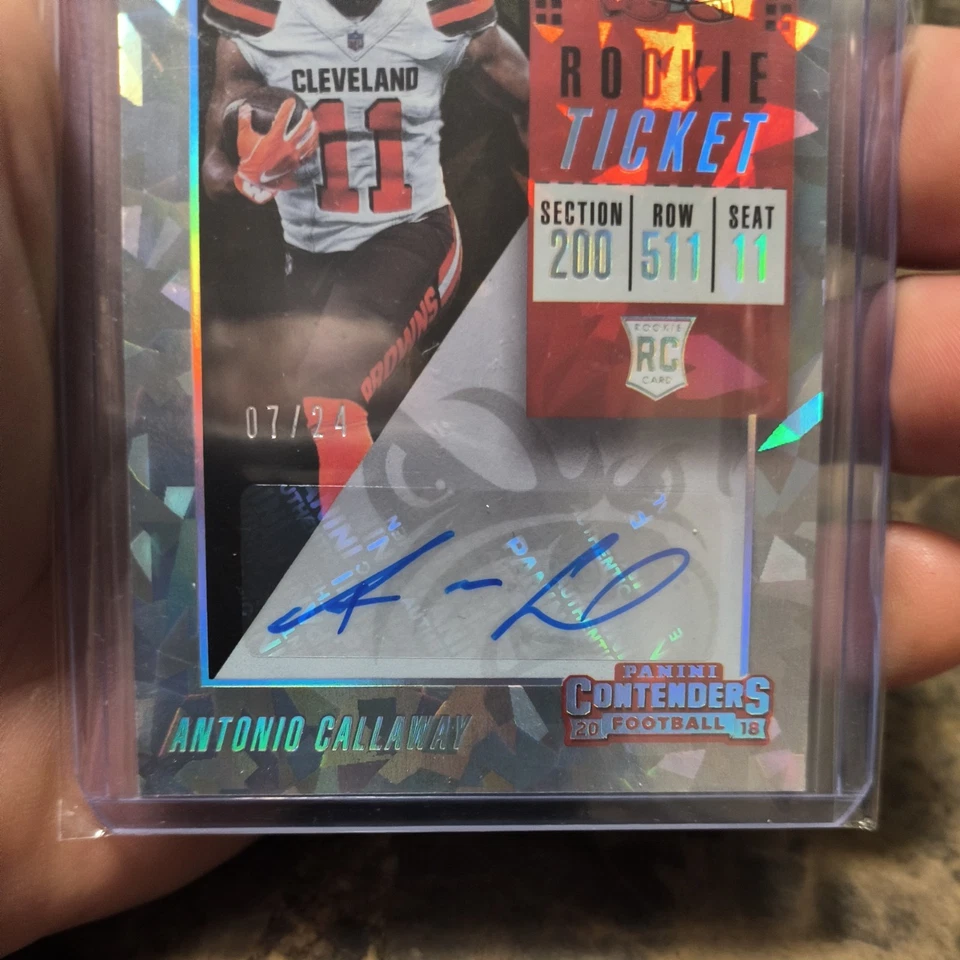 CLEVELAND
11
ROOKIE
TICKET
SECTION ROW SEAT
200 511 11
ROOKIE
RC
CARD
BROWNS
07/24
PANINI
CONTENDERS
20 FOOTBALL 18
ANTONIO CALLAWAY